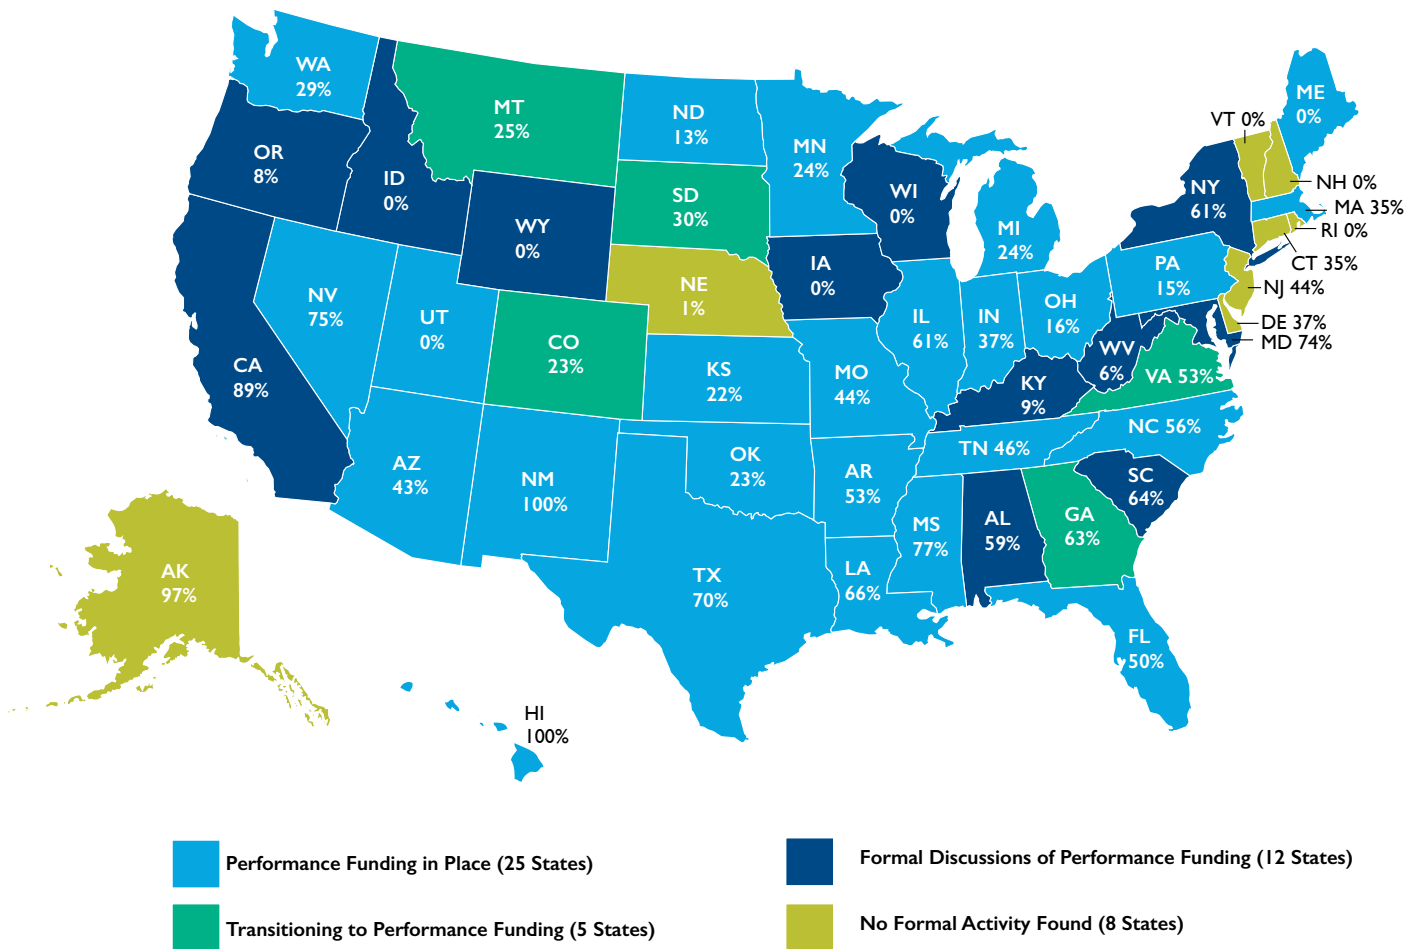 WA
29%
OR
8%
ID
0%
MT
25%
WY
0%
ND
13%
SD
30%
NE
1%
MN
24%
WI
0%
IA
0%
MI
24%
CA
89%
NV
75%
UT
0%
CO
23%
KS
22%
MO
44%
IL
61%
IN
37%
OH
16%
KY
9%
WV
6%
VA 53%
PA
15%
NY
61%
ME
0%
VT 0%
NH 0%
MA 35%
RI 0%
CT 35%
NJ 44%
DE 37%
MD 74%
NC 56%
TN 46%
SC
64%
AZ
43%
NM
100%
OK
23%
AR
53%
TX
70%
LA
66%
MS
77%
AL
59%
GA
63%
FL
50%
AK
97%
HI
100%
Performance Funding in Place (25 States)
Formal Discussions of Performance Funding (12 States)
Transitioning to Performance Funding (5 States)
No Formal Activity Found (8 States)